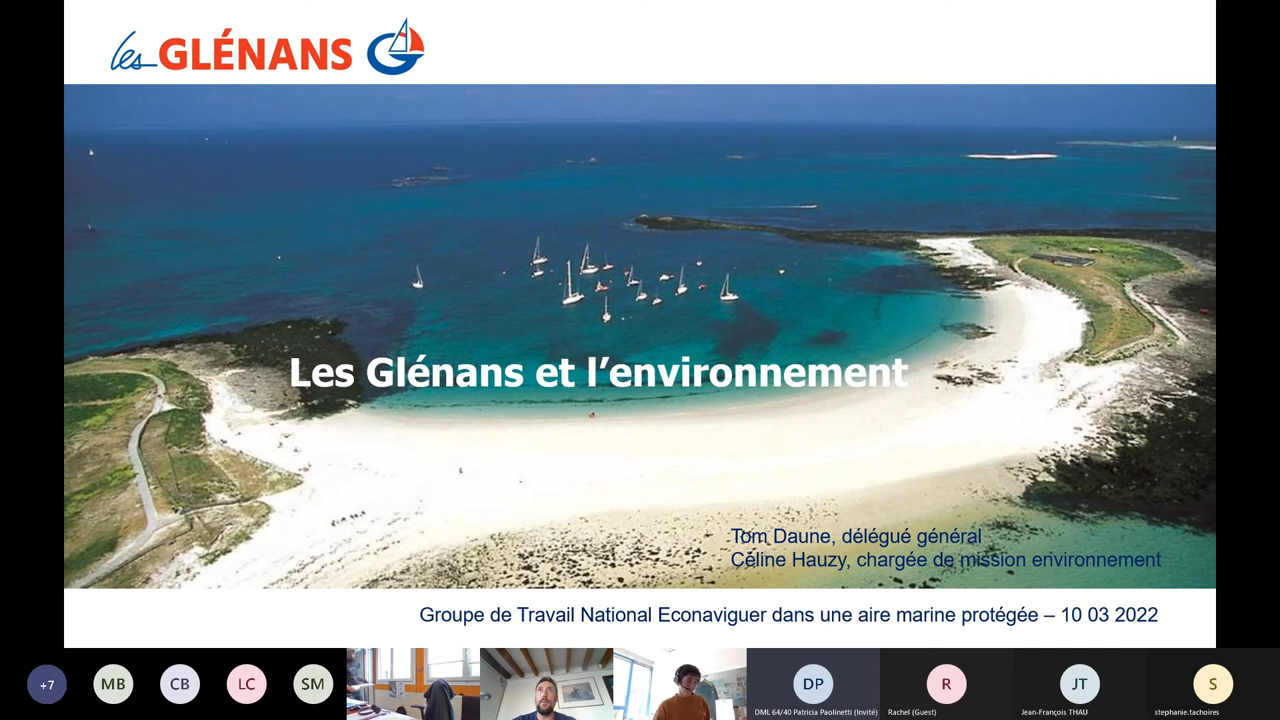 les GLÉNANS
Les Glénans et l’environnement
Tom Daune, délégué général
Céline Hauzy, chargée de mission environnement
Groupe de Travail National Econaviguer dans une aire marine protégée – 10 03 2022
+7
MB
CB
LC
SM
DP
R
JT
S
DML 64/40 Patricia Paolinetti (Invité)
Rachel (Guest)
Jean-François THAU
stephanie.tachoires